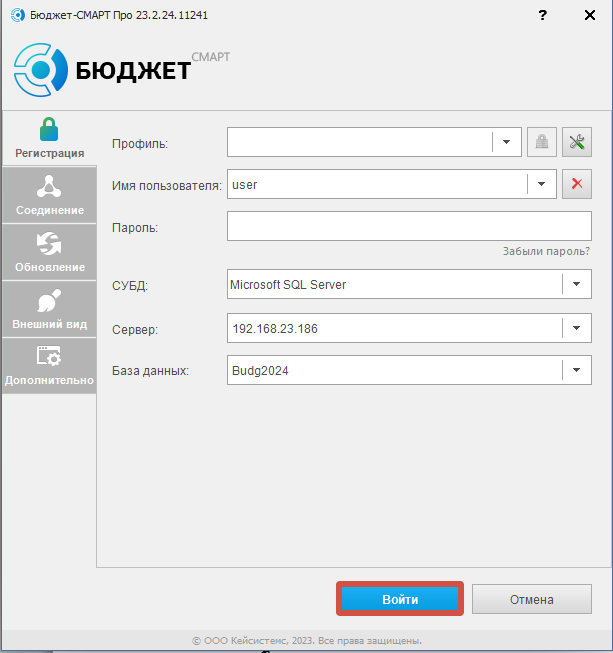 Бюджет-СМАРТ Про 23.2.24.11241 ?
БЮДЖЕТ СМАРТ
Регистрация
Соединение
Обновление
Внешний вид
Дополнительно
Профиль:
Имя пользователя: user
Пароль:
Забыли пароль?
СУБД: Microsoft SQL Server
Сервер: 192.168.23.186
База данных: Budg2024
Войти Отмена
© ООО Кейсистемс, 2023. Все права защищены.